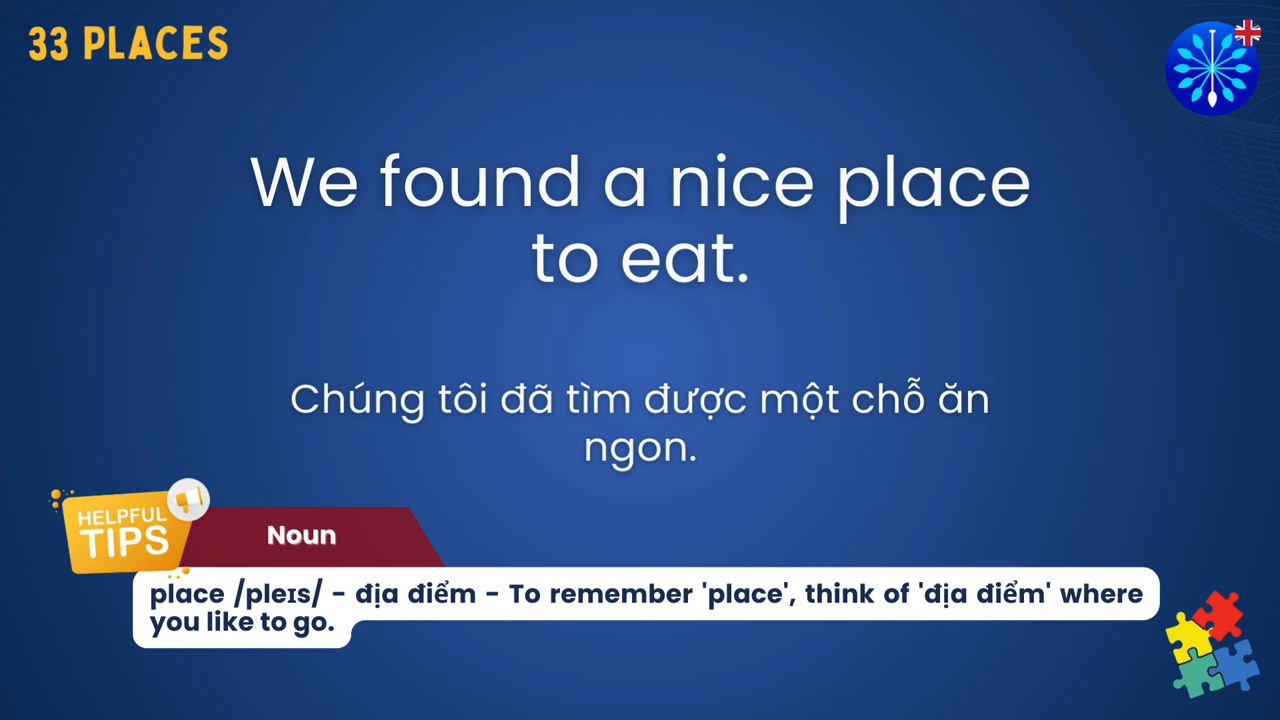 33 PLACES
We found a nice place
to eat.
Chúng tôi đã tìm được một chỗ ăn
ngon.
HELPFUL
TIPS
Noun
place /pleɪs/ - địa điểm - To remember 'place', think of 'địa điểm' where
you like to go.